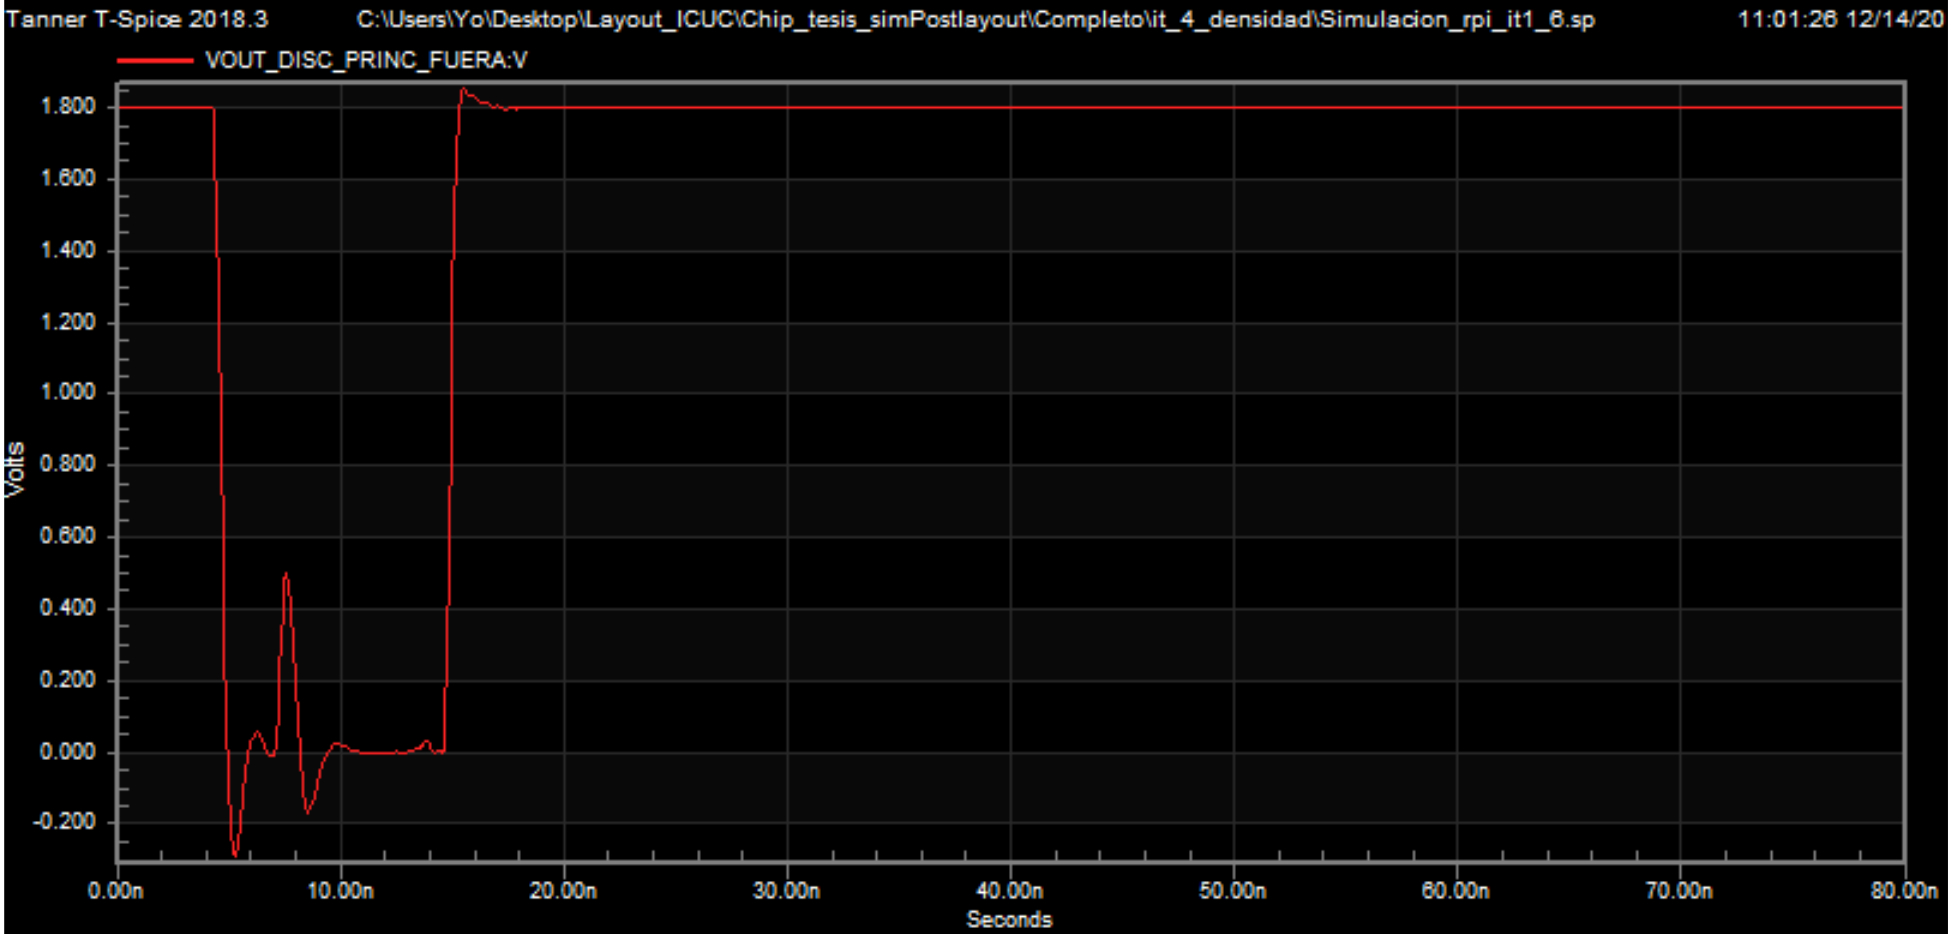 Tanner T-Spice 2018.3 C:\Users\Yo\Desktop\Layout_ICUC\Chip_tesis_simPostlayout\Completo\it_4_densidad\Simulacion_rpi_it1_6.sp 11:01:26 12/14/20
VOUT_DISC_PRINC_FUERA:V
1.800
1.600
1.400
1.200
1.000
0.800
0.600
0.400
0.200
0.000
-0.200
Volts
0.00n 10.00n 20.00n 30.00n 40.00n 50.00n 60.00n 70.00n 80.00n
Seconds